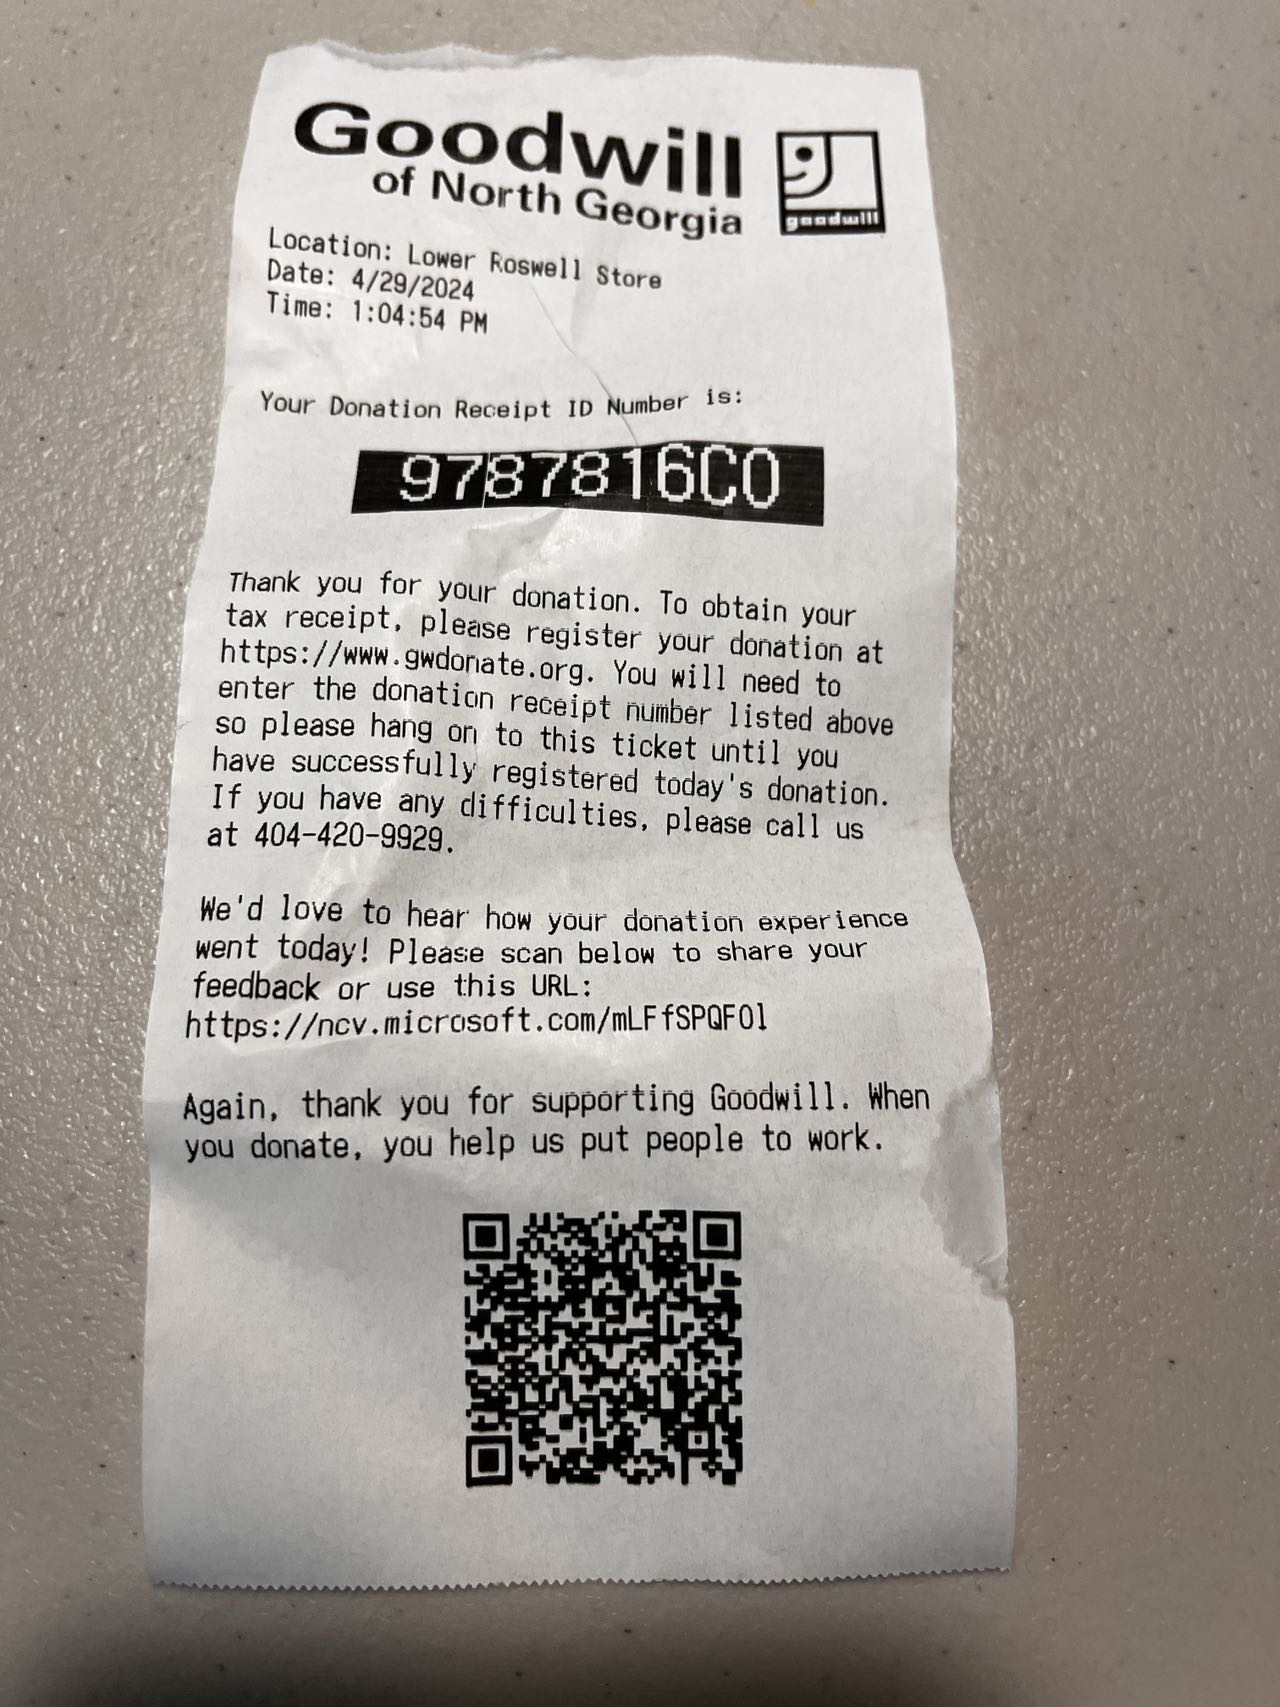 Goodwill
of North Georgia
goodwill
Location: Lower Roswell Store
Date: 4/29/2024
Time: 1:04:54 PM
Your Donation Receipt ID Number is:
9787816C0
Thank you for your donation. To obtain your
tax receipt, please register your donation at
https://www.gwdonate.org. You will need to
enter the donation receipt number listed above
so please hang on to this ticket until you
have successfully registered today's donation.
If you have any difficulties, please call us
at 404-420-9929.
We'd love to hear how your donation experience
went today! Please scan below to share your
feedback or use this URL:
https://ncv.microsoft.com/mLFfSPQFOl
Again, thank you for supporting Goodwill. When
you donate, you help us put people to work.